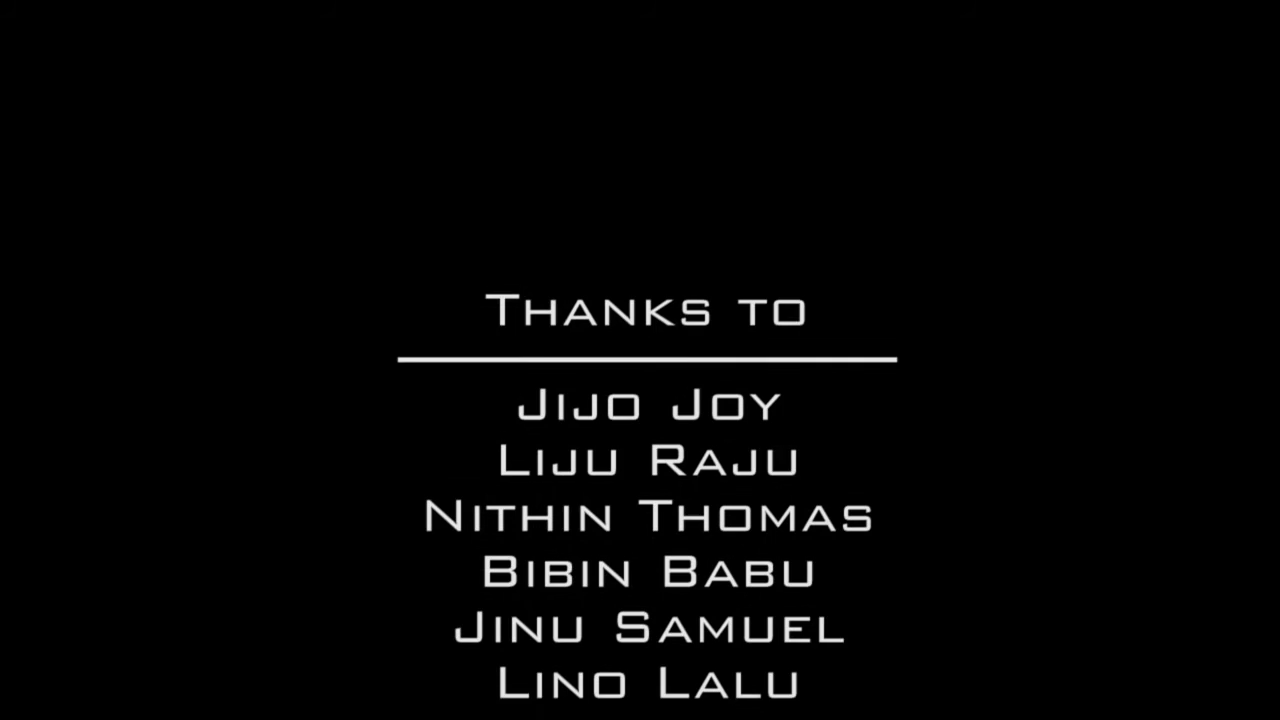 Thanks to
Jijo Joy
Liju Raju
Nithin Thomas
Bibin Babu
Jinu Samuel
Lino Lalu